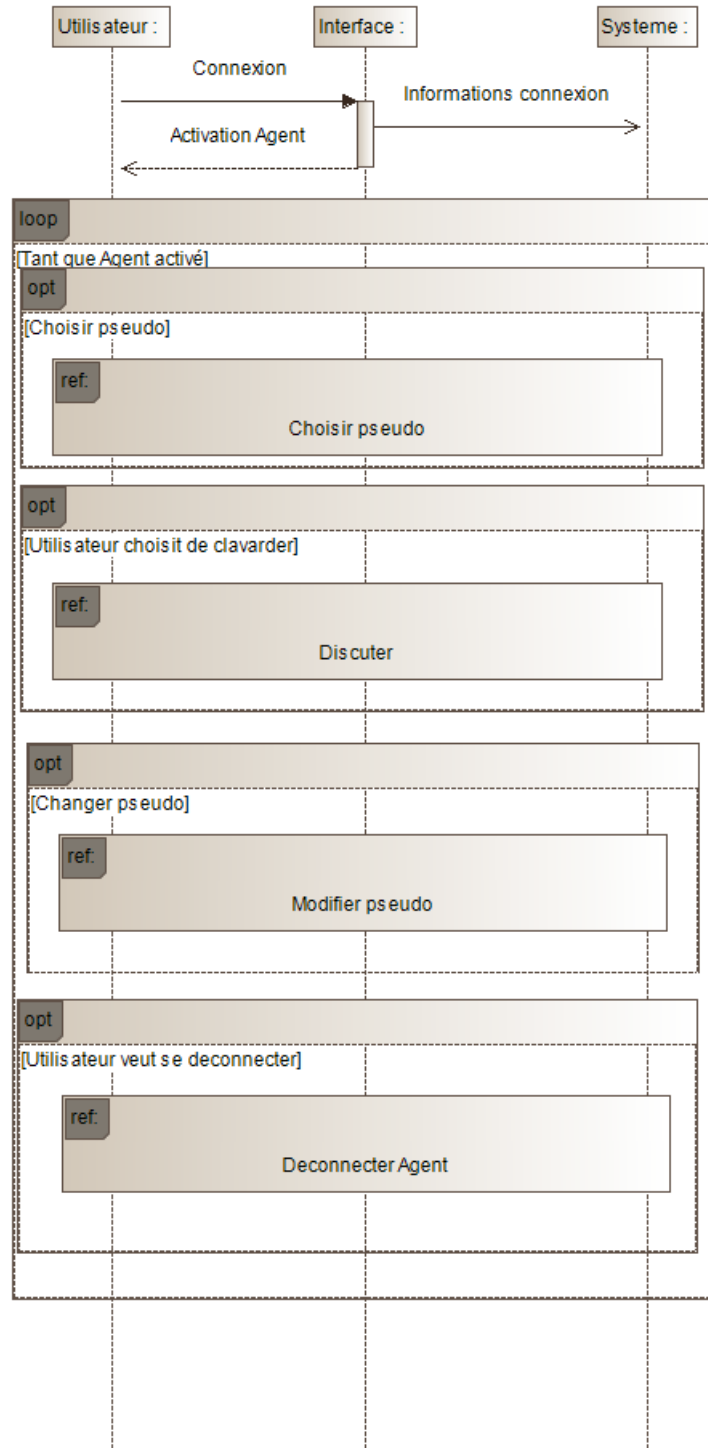 Utilisateur :
Interface :
Systeme :
Connexion
Informations connexion
Activation Agent
loop
[Tant que Agent activé]
opt
[Choisir pseudo]
ref:
Choisir pseudo
opt
[Utilisateur choisit de clavarder]
ref:
Discuter
opt
[Changer pseudo]
ref:
Modifier pseudo
opt
[Utilisateur veut se deconnecter]
ref:
Deconnecter Agent